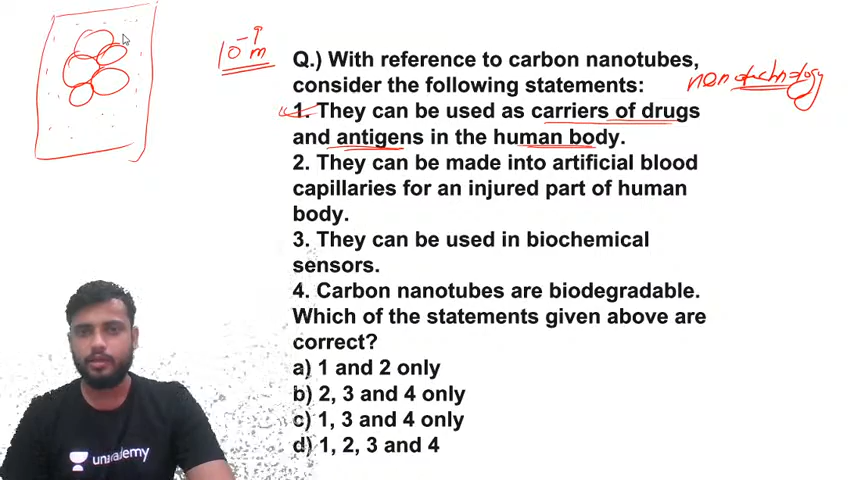 10⁻⁹ m
Q.) With reference to carbon nanotubes,
consider the following statements:
nanotechnology
1. They can be used as carriers of drugs
and antigens in the human body.
2. They can be made into artificial blood
capillaries for an injured part of human
body.
3. They can be used in biochemical
sensors.
4. Carbon nanotubes are biodegradable.
Which of the statements given above are
correct?
a) 1 and 2 only
b) 2, 3 and 4 only
c) 1, 3 and 4 only
d) 1, 2, 3 and 4
unacademy